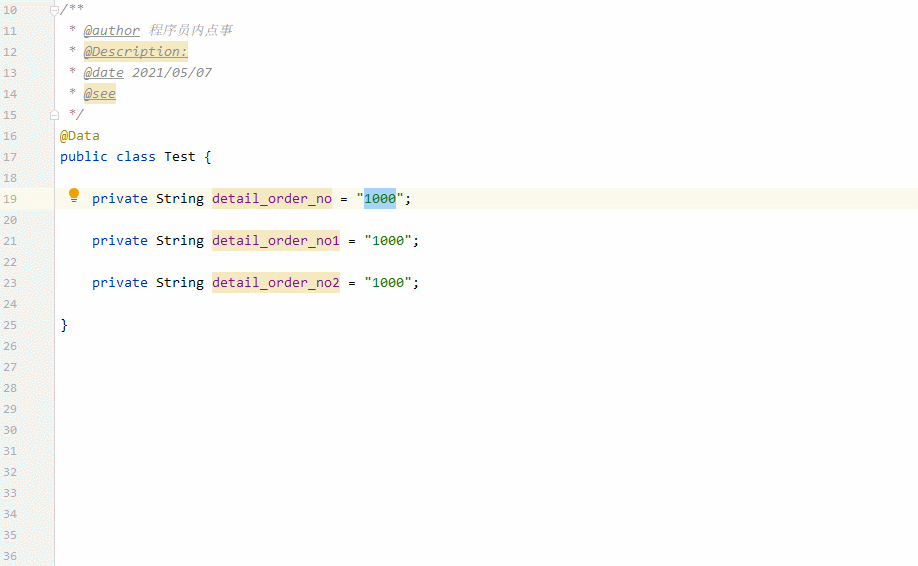 10 /**
11 * @author 程序员内点事
12 * @Description:
13 * @date 2021/05/07
14 * @see
15 */
16 @Data
17 public class Test {
18
19 private String detail_order_no = "1000";
20
21 private String detail_order_no1 = "1000";
22
23 private String detail_order_no2 = "1000";
24
25 }
26
27
28
29
30
31
32
33
34
35
36